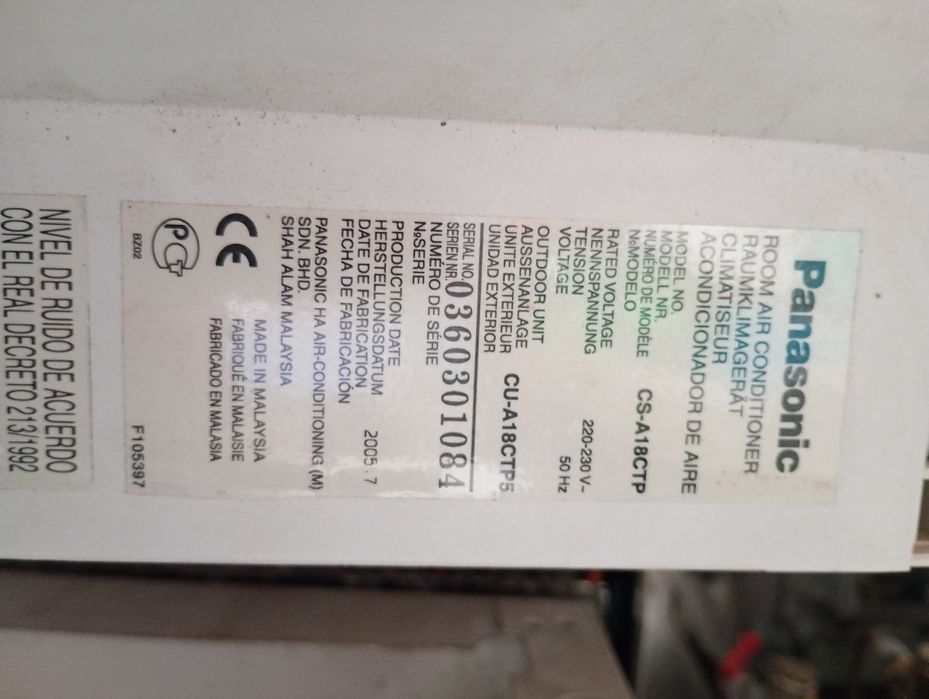 Panasonic
ROOM AIR CONDITIONER
RAUMKLIMAGERÄT
CLIMATISEUR
ACONDICIONADOR DE AIRE
MODEL NO.
MODELL NR.
NUMÉRO DE MODÈLE CS-A18CTP
NºMODELO
RATED VOLTAGE
NENNSPANNUNG 220-230 V~
TENSION 50 Hz
VOLTAGE
OUTDOOR UNIT
AUSSENANLAGE
UNITE EXTERIEUR CU-A18CTP5
UNIDAD EXTERIOR
SERIAL NO.
SERIEN NR. 0360301084
NUMÉRO DE SÉRIE
NºSERIE
PRODUCTION DATE
HERSTELLUNGSDATUM
DATE DE FABRICATION 2005.7
FECHA DE FABRICACIÓN
PANASONIC HA AIR-CONDITIONING (M)
SDN. BHD.
SHAH ALAM MALAYSIA
CE MADE IN MALAYSIA
FABRIQUÉ EN MALAISIE
FABRICADO EN MALASIA
РСТ
BZ02 F105397
NIVEL DE RUIDO DE ACUERDO
CON EL REAL DECRETO 213/1992